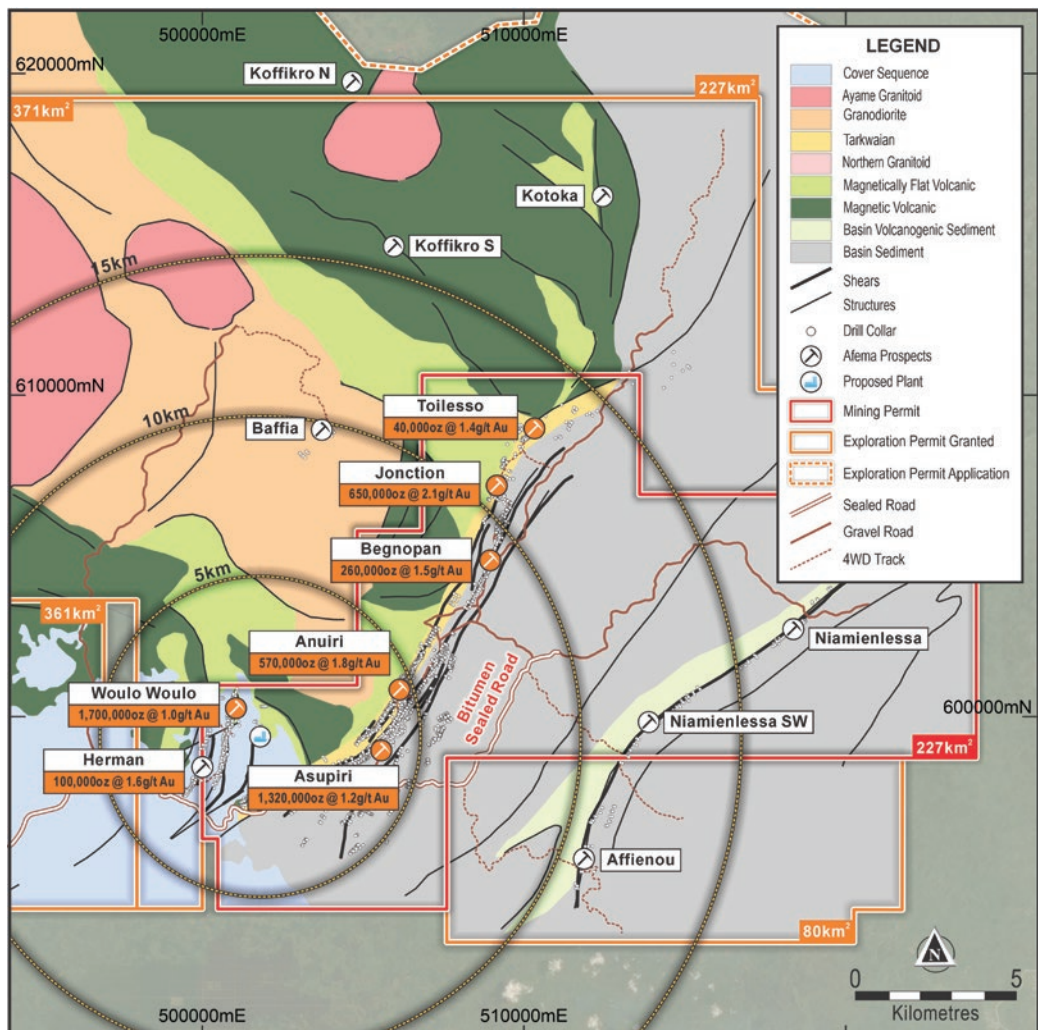 500000mE
510000mE
620000mN
Koffikro N
371km²
227km²
Kotoka
Koffikro S
15km
610000mN
10km
Baffia
Toilesso
40,000oz @ 1.4g/t Au
Jonction
650,000oz @ 2.1g/t Au
Begnopan
260,000oz @ 1.5g/t Au
5km
361km²
Anuiri
570,000oz @ 1.8g/t Au
Niamienlessa
Woulo Woulo
1,700,000oz @ 1.0g/t Au
Bitumen
Sealed Road
Niamienlessa SW
600000mN
Herman
100,000oz @ 1.6g/t Au
Asupiri
1,320,000oz @ 1.2g/t Au
227km²
Affienou
80km²
500000mE
510000mE
LEGEND
Cover Sequence
Ayame Granitoid
Granodiorite
Tarkwaian
Northern Granitoid
Magnetically Flat Volcanic
Magnetic Volcanic
Basin Volcanogenic Sediment
Basin Sediment
Shears
Structures
Drill Collar
Afema Prospects
Proposed Plant
Mining Permit
Exploration Permit Granted
Exploration Permit Application
Sealed Road
Gravel Road
4WD Track
N
0 5
Kilometres